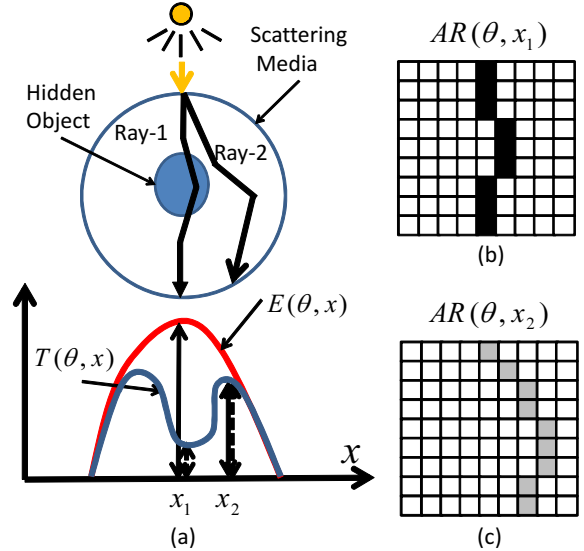 Scattering
Media
Hidden
Object
Ray-1
Ray-2
E(θ, x)
T(θ, x)
x
x₁
x₂
(a)
AR(θ, x₁)
(b)
AR(θ, x₂)
(c)